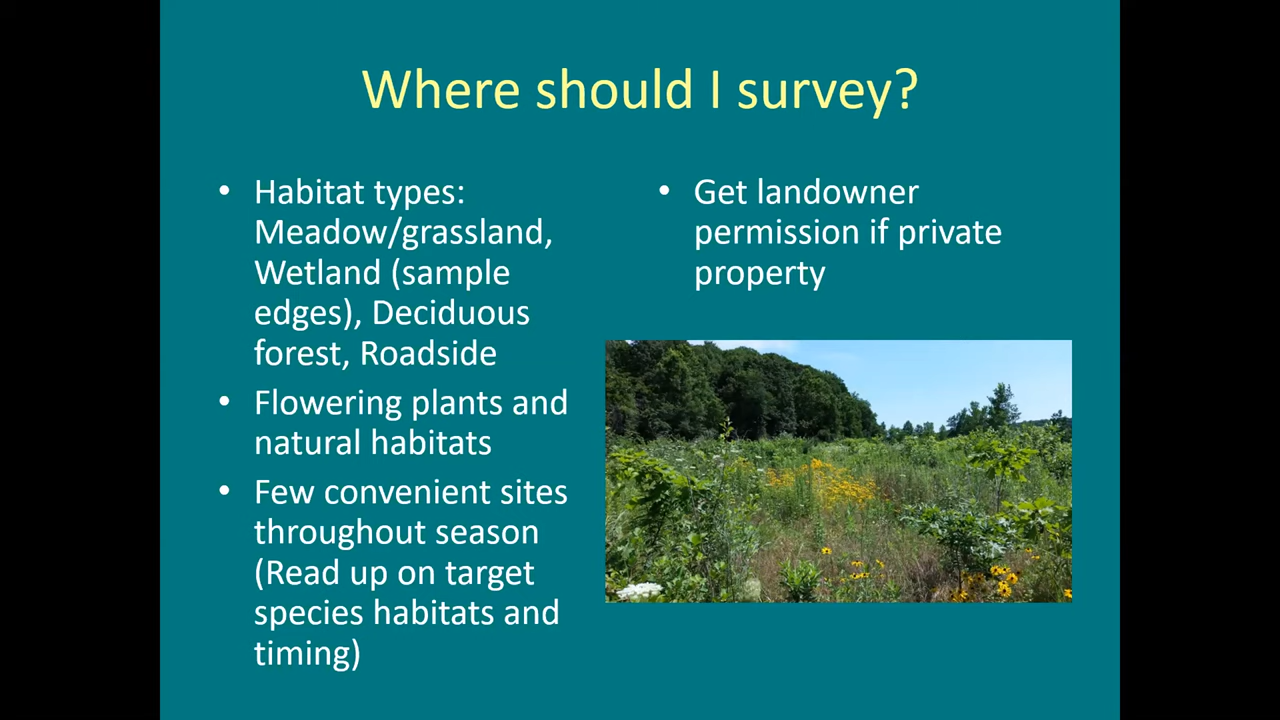 Where should I survey?
• Habitat types:
Meadow/grassland,
Wetland (sample
edges), Deciduous
forest, Roadside
• Flowering plants and
natural habitats
• Few convenient sites
throughout season
(Read up on target
species habitats and
timing)
• Get landowner
permission if private
property